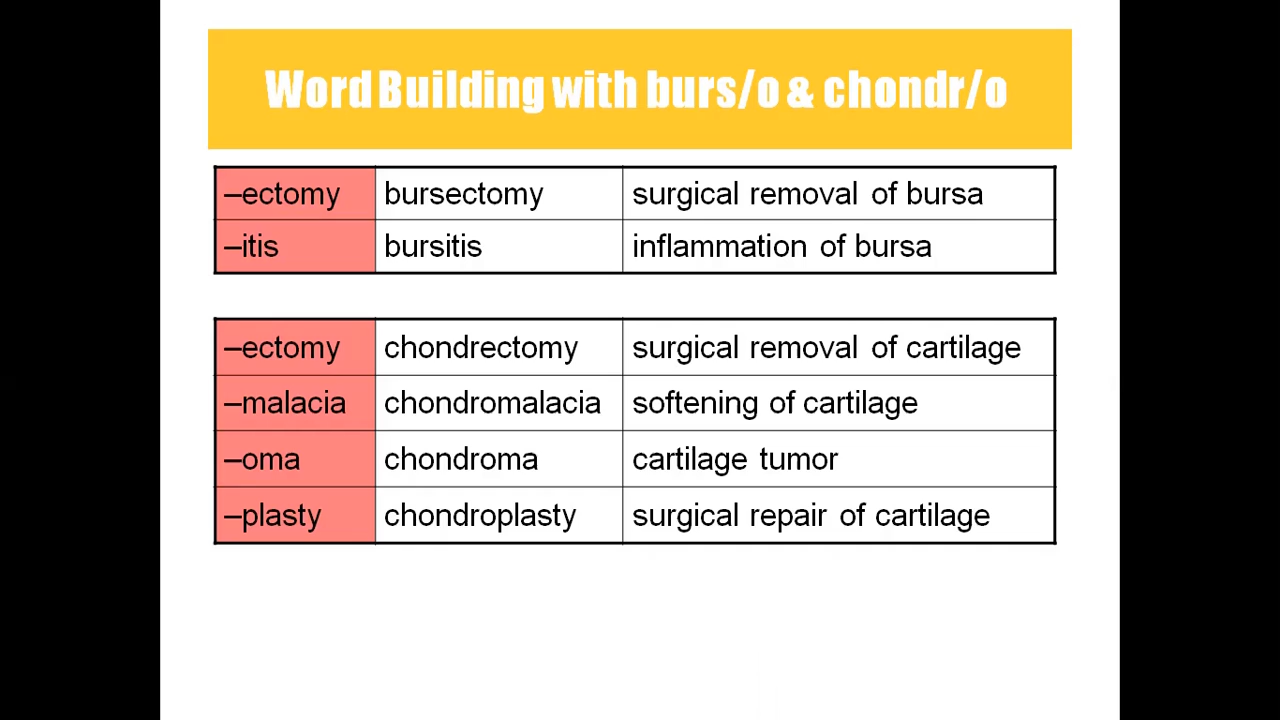 Word Building with burs/o & chondr/o
–ectomy bursectomy surgical removal of bursa
–itis bursitis inflammation of bursa
–ectomy chondrectomy surgical removal of cartilage
–malacia chondromalacia softening of cartilage
–oma chondroma cartilage tumor
–plasty chondroplasty surgical repair of cartilage